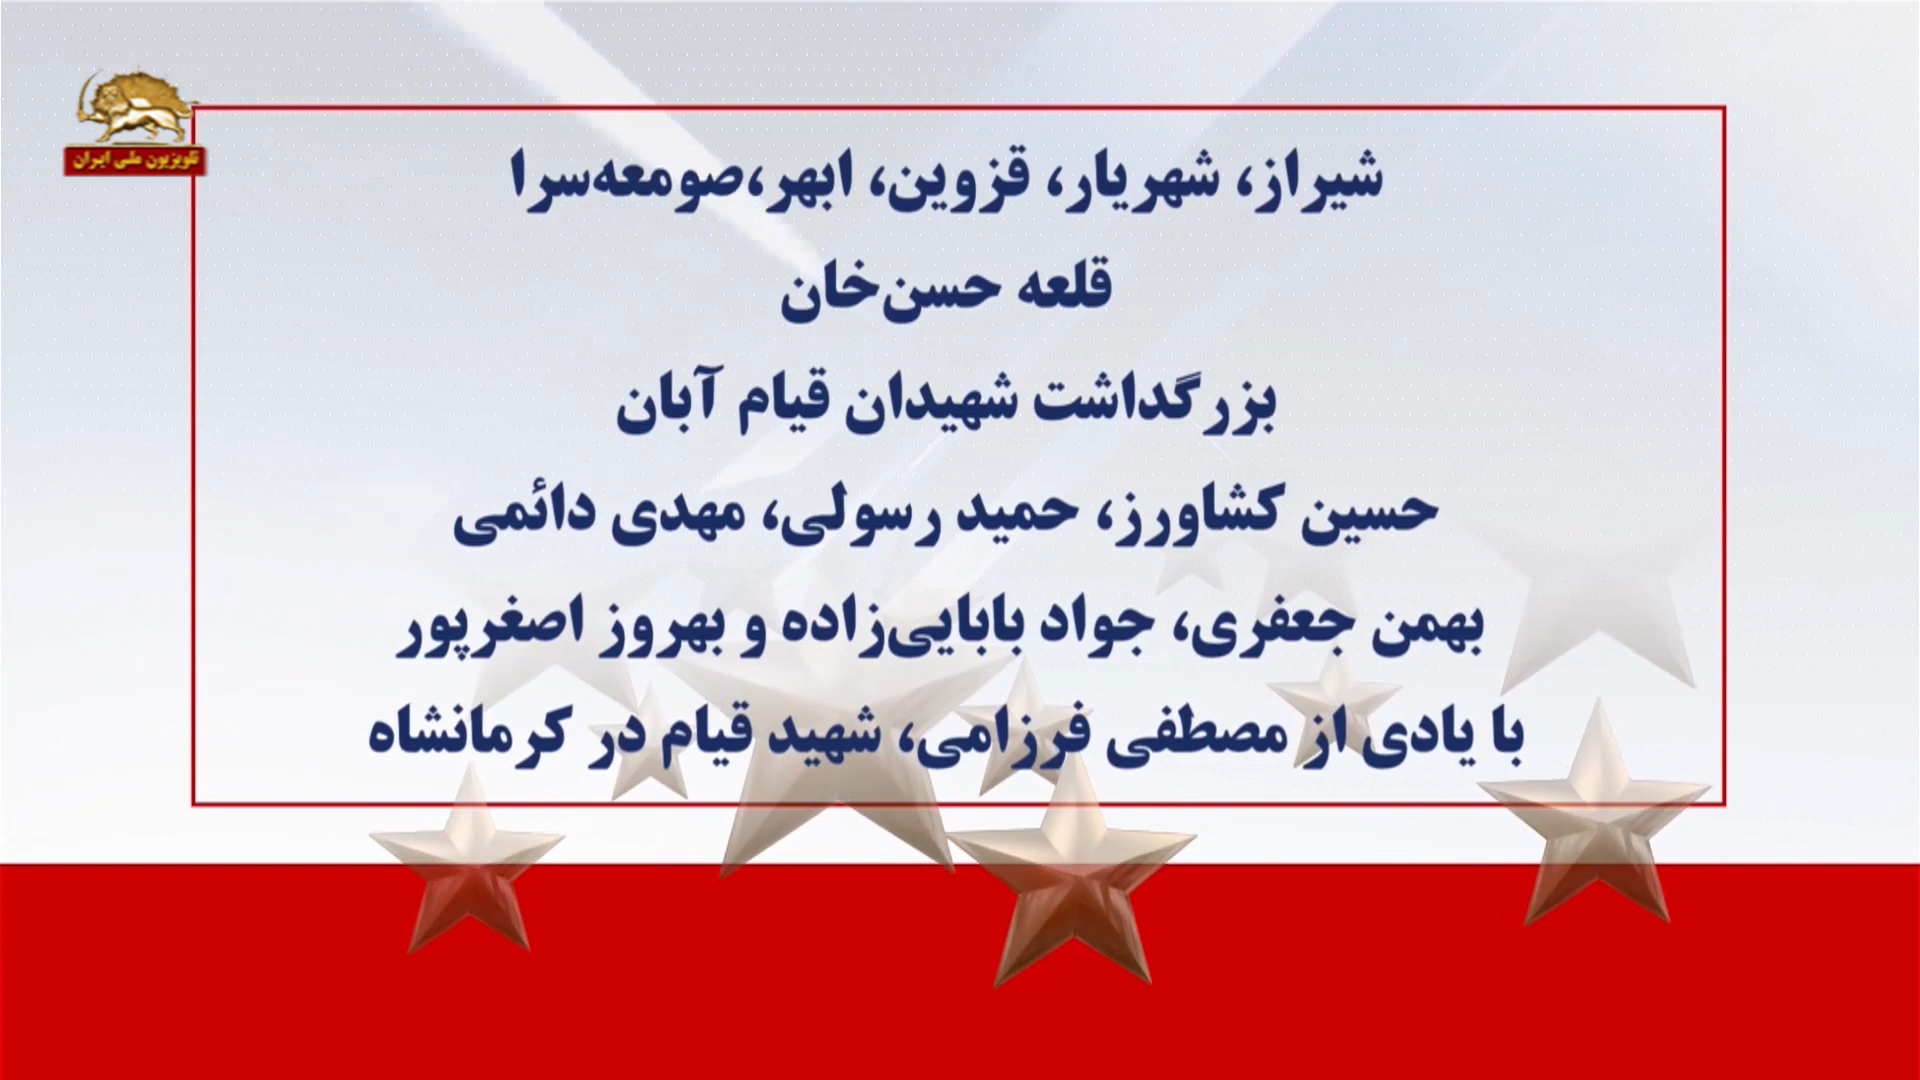 تلویزیون ملی ایران
شیراز، شهریار، قزوین، ابهر،صومعه‌سرا
قلعه حسن‌خان
بزرگداشت شهیدان قیام آبان
حسین کشاورز، حمید رسولی، مهدی دائمی
بهمن جعفری، جواد بابایی‌زاده و بهروز اصغرپور
با یادی از مصطفی فرزامی، شهید قیام در کرمانشاه